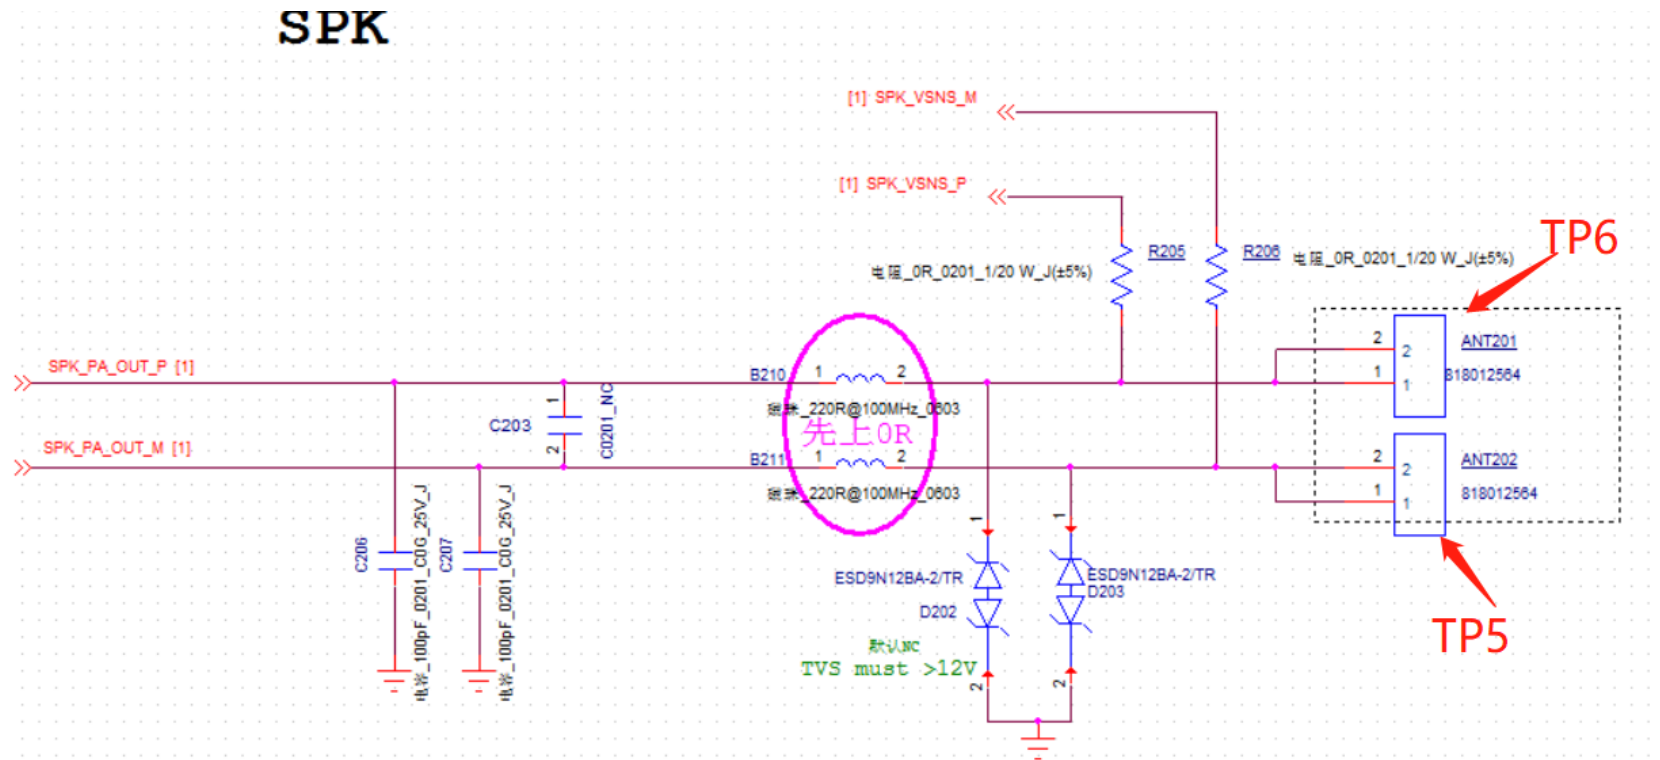 SPK
[1] SPK_VSNS_M
[1] SPK_VSNS_P
TP6
R205
R206
电阻_0R_0201_1/20 W_J(±5%)
电阻_0R_0201_1/20 W_J(±5%)
SPK_PA_OUT_P [1]
2
2
ANT201
1
1
818012564
B210
1
2
磁珠_220R@100MHz_0603
先上0R
C203
1
2
C0201_NC
SPK_PA_OUT_M [1]
B211
1
2
磁珠_220R@100MHz_0603
2
2
ANT202
1
1
818012564
C206
电容_100pF_0201_C0G_25V_J
C207
电容_100pF_0201_C0G_25V_J
1
1
ESD9N12BA-2/TR
D202
ESD9N12BA-2/TR
D203
2
2
默认NC
TVS must >12V
TP5